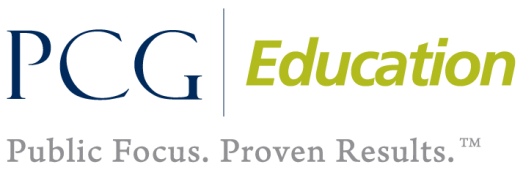 PCG Education
Public Focus. Proven Results.™